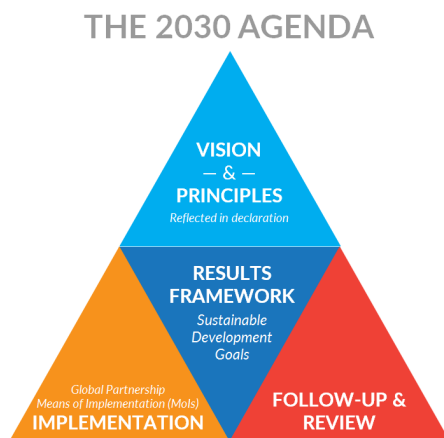 THE 2030 AGENDA
VISION
— & —
PRINCIPLES
Reflected in declaration
RESULTS
FRAMEWORK
Sustainable
Development
Goals
Global Partnership
Means of Implementation (MoIs)
IMPLEMENTATION
FOLLOW-UP &
REVIEW